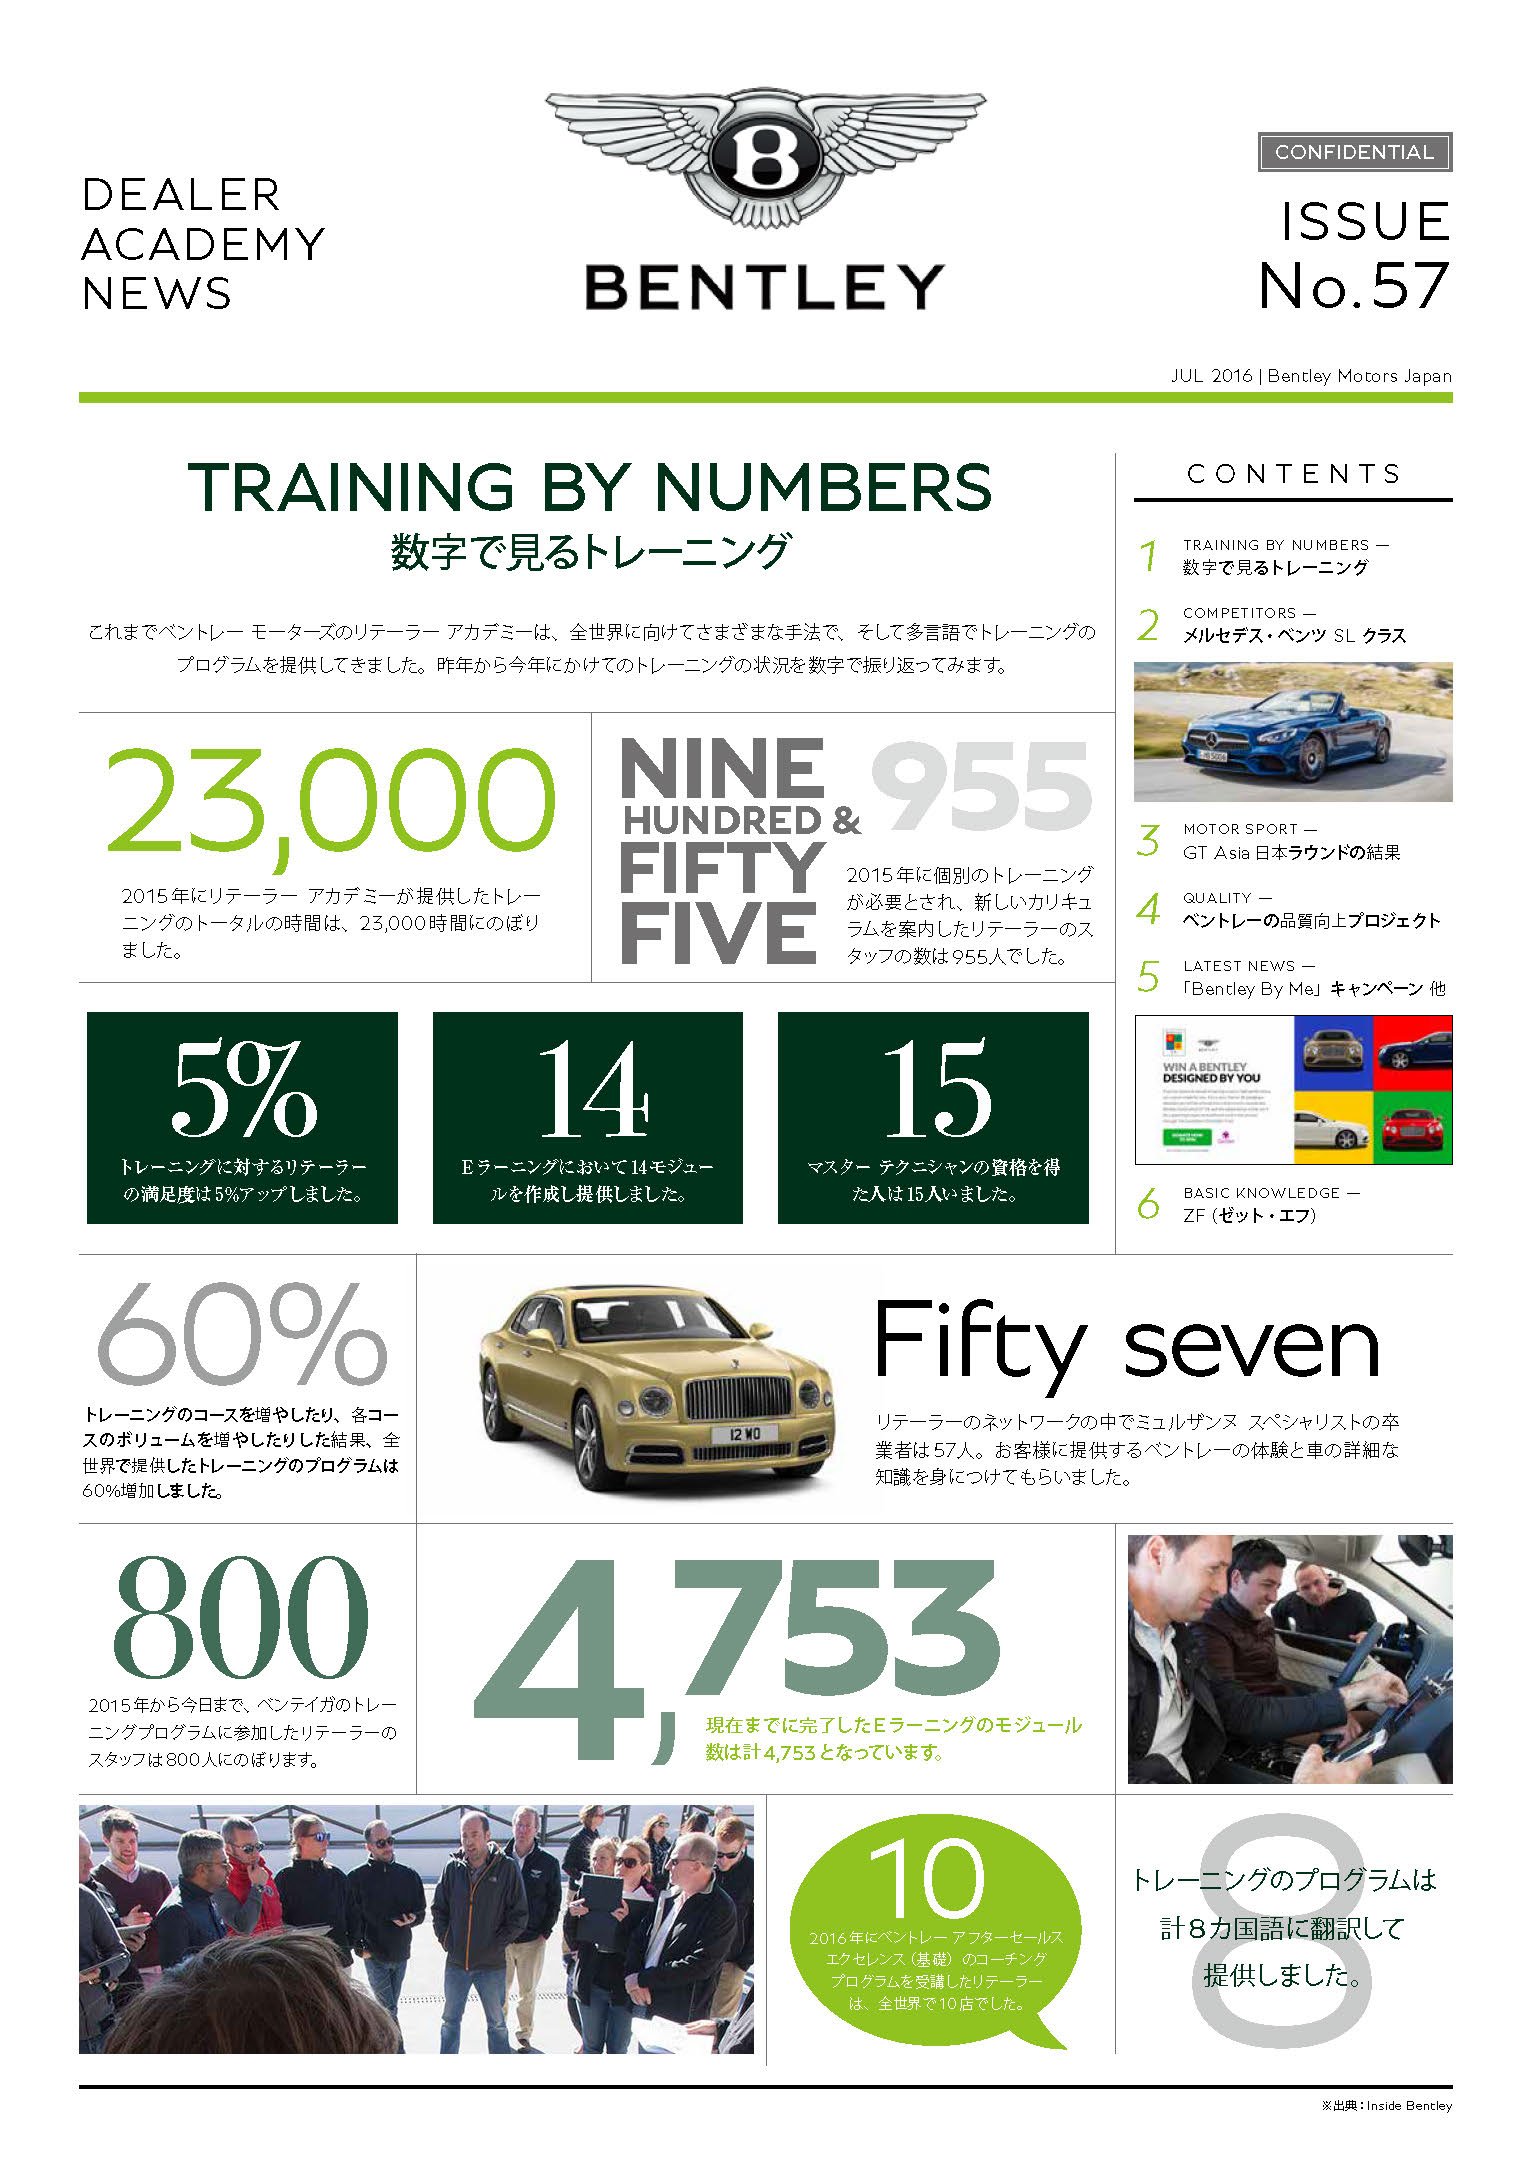 DEALER
ACADEMY
NEWS
B
BENTLEY
CONFIDENTIAL
ISSUE
No.57
JUL 2016 | Bentley Motors Japan
TRAINING BY NUMBERS
数字で見るトレーニング
これまでベントレー モーターズのリテーラー アカデミーは、全世界に向けてさまざまな手法で、そして多言語でトレーニングの
プログラムを提供してきました。昨年から今年にかけてのトレーニングの状況を数字で振り返ってみます。
23,000
2015年にリテーラー アカデミーが提供したトレー
ニングのトータルの時間は、23,000時間にのぼり
ました。
NINE
HUNDRED &
FIFTY
FIVE
955
2015年に個別のトレーニング
が必要とされ、新しいカリキュ
ラムを案内したリテーラーのス
タッフの数は955人でした。
5%
トレーニングに対するリテーラー
の満足度は5%アップしました。
14
Eラーニングにおいて14モジュー
ルを作成し提供しました。
15
マスター テクニシャンの資格を得
た人は15人いました。
CONTENTS
1 TRAINING BY NUMBERS —
数字で見るトレーニング
2 COMPETITORS —
メルセデス・ベンツ SL クラス
3 MOTOR SPORT —
GT Asia 日本ラウンドの結果
4 QUALITY —
ベントレーの品質向上プロジェクト
5 LATEST NEWS —
「Bentley By Me」キャンペーン 他
WIN A BENTLEY
DESIGNED BY YOU
6 BASIC KNOWLEDGE —
ZF（ゼット・エフ）
60%
トレーニングのコースを増やしたり、各コー
スのボリュームを増やしたりした結果、全
世界で提供したトレーニングのプログラムは
60%増加しました。
12 WO
Fifty seven
リテーラーのネットワークの中でミュルザンヌ スペシャリストの卒
業者は57人。お客様に提供するベントレーの体験と車の詳細な
知識を身につけてもらいました。
800
2015年から今日まで、ベンテイガのトレー
ニングプログラムに参加したリテーラーの
スタッフは800人にのぼります。
4,753
現在までに完了したEラーニングのモジュール
数は計4,753となっています。
10
2016年にベントレー アフターセールス
エクセレンス（基礎）のコーチング
プログラムを受講したリテーラー
は、全世界で10店でした。
8
トレーニングのプログラムは
計8カ国語に翻訳して
提供しました。
※出典：Inside Bentley